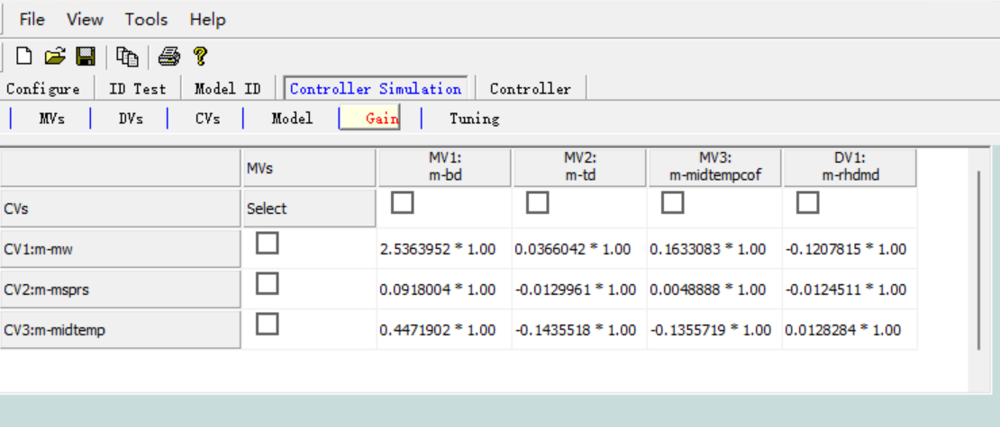 File View Tools Help
Configure ID Test Model ID Controller Simulation Controller
MVs DVs CVs Model Gain Tuning
MVs MV1: m-bd MV2: m-td MV3: m-midtempcof DV1: m-rhdmd
CVs Select
CV1:m-mw 2.5363952 * 1.00 0.0366042 * 1.00 0.1633083 * 1.00 -0.1207815 * 1.00
CV2:m-msprs 0.0918004 * 1.00 -0.0129961 * 1.00 0.0048888 * 1.00 -0.0124511 * 1.00
CV3:m-midtemp 0.4471902 * 1.00 -0.1435518 * 1.00 -0.1355719 * 1.00 0.0128284 * 1.00